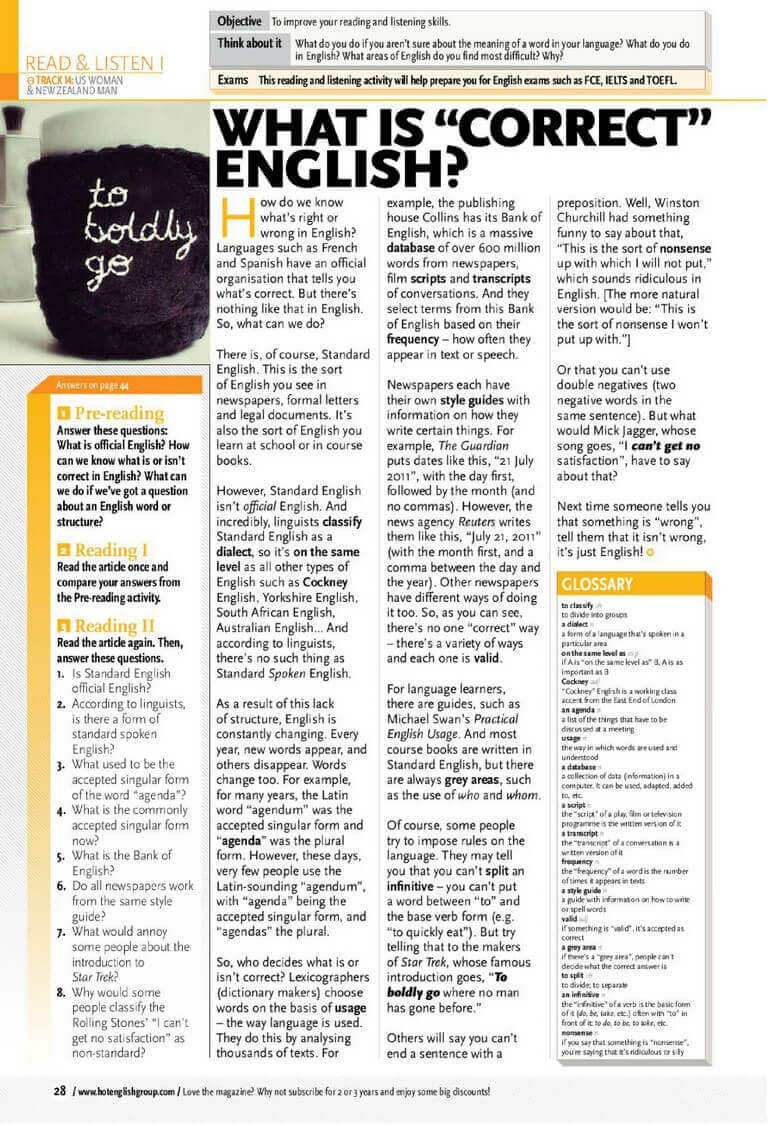 READ & LISTEN I
TRACK 14: US WOMAN
& NEW ZEALAND MAN
Objective To improve your reading and listening skills.
Think about it What do you do if you aren't sure about the meaning of a word in your language? What do you do
in English? What areas of English do you find most difficult? Why?
Exams This reading and listening activity will help prepare you for English exams such as FCE, IELTS and TOEFL.
to
boldly
go
WHAT IS “CORRECT”
ENGLISH?
Answers on page 44
1 Pre-reading
Answer these questions:
What is official English? How
can we know what is or isn't
correct in English? What can
we do if we've got a question
about an English word or
structure?
2 Reading I
Read the article once and
compare your answers from
the Pre-reading activity.
3 Reading II
Read the article again. Then,
answer these questions.
1. Is Standard English
official English?
2. According to linguists,
is there a form of
standard spoken
English?
3. What used to be the
accepted singular form
of the word “agenda”?
4. What is the commonly
accepted singular form
now?
5. What is the Bank of
English?
6. Do all newspapers work
from the same style
guide?
7. What would annoy
some people about the
introduction to
Star Trek?
8. Why would some
people classify the
Rolling Stones' “I can't
get no satisfaction” as
non-standard?
How do we know
what's right or
wrong in English?
Languages such as French
and Spanish have an official
organisation that tells you
what's correct. But there's
nothing like that in English.
So, what can we do?
There is, of course, Standard
English. This is the sort
of English you see in
newspapers, formal letters
and legal documents. It's
also the sort of English you
learn at school or in course
books.
However, Standard English
isn't official English. And
incredibly, linguists classify
Standard English as a
dialect, so it's on the same
level as all other types of
English such as Cockney
English, Yorkshire English,
South African English,
Australian English... And
according to linguists,
there's no such thing as
Standard Spoken English.
As a result of this lack
of structure, English is
constantly changing. Every
year, new words appear, and
others disappear. Words
change too. For example,
for many years, the Latin
word “agendum” was the
accepted singular form and
“agenda” was the plural
form. However, these days,
very few people use the
Latin-sounding “agendum”,
with “agenda” being the
accepted singular form, and
“agendas” the plural.
So, who decides what is or
isn't correct? Lexicographers
(dictionary makers) choose
words on the basis of usage
– the way language is used.
They do this by analysing
thousands of texts. For
example, the publishing
house Collins has its Bank of
English, which is a massive
database of over 600 million
words from newspapers,
film scripts and transcripts
of conversations. And they
select terms from this Bank
of English based on their
frequency – how often they
appear in text or speech.
Newspapers each have
their own style guides with
information on how they
write certain things. For
example, The Guardian
puts dates like this, “21 July
2011”, with the day first,
followed by the month (and
no commas). However, the
news agency Reuters writes
them like this, “July 21, 2011”
(with the month first, and a
comma between the day and
the year). Other newspapers
have different ways of doing
it too. So, as you can see,
there's no one “correct” way
– there's a variety of ways
and each one is valid.
For language learners,
there are guides, such as
Michael Swan's Practical
English Usage. And most
course books are written in
Standard English, but there
are always grey areas, such
as the use of who and whom.
Of course, some people
try to impose rules on the
language. They may tell
you that you can't split an
infinitive – you can't put
a word between “to” and
the base verb form (e.g.
“to quickly eat”). But try
telling that to the makers
of Star Trek, whose famous
introduction goes, “To
boldly go where no man
has gone before.”
Others will say you can't
end a sentence with a
preposition. Well, Winston
Churchill had something
funny to say about that,
“This is the sort of nonsense
up with which I will not put,”
which sounds ridiculous in
English. [The more natural
version would be: “This is
the sort of nonsense I won't
put up with.”]
Or that you can't use
double negatives (two
negative words in the
same sentence). But what
would Mick Jagger, whose
song goes, “I can't get no
satisfaction”, have to say
about that?
Next time someone tells you
that something is “wrong”,
tell them that it isn't wrong,
it's just English!
GLOSSARY
to classify vb
to divide into groups
a dialect n
a form of a language that's spoken in a
particular area
on the same level as exp
if A is “on the same level as” B, A is as
important as B
Cockney adj
“Cockney” English is a working class
accent from the East End of London
an agenda n
a list of the things that have to be
discussed at a meeting
usage n
the way in which words are used and
understood
a database n
a collection of data (information) in a
computer. It can be used, adapted, added
to, etc.
a script n
the “script” of a play, film or television
programme is the written version of it
a transcript n
the “transcript” of a conversation is a
written version of it
frequency n
the “frequency” of a word is the number
of times it appears in texts
a style guide n
a guide with information on how to write
or spell words
valid adj
if something is “valid”, it's accepted as
correct
a grey area n
if there's a “grey area”, people can't
decide what the correct answer is
to split vb
to divide; to separate
an infinitive n
the “infinitive” of a verb is the basic form
of it (do, be, take, etc.) often with “to” in
front of it: to do, to be, to take, etc.
nonsense n
if you say that something is “nonsense”,
you're saying that it's ridiculous or silly
28 / www.hotenglishgroup.com / Love the magazine? Why not subscribe for 2 or 3 years and enjoy some big discounts!